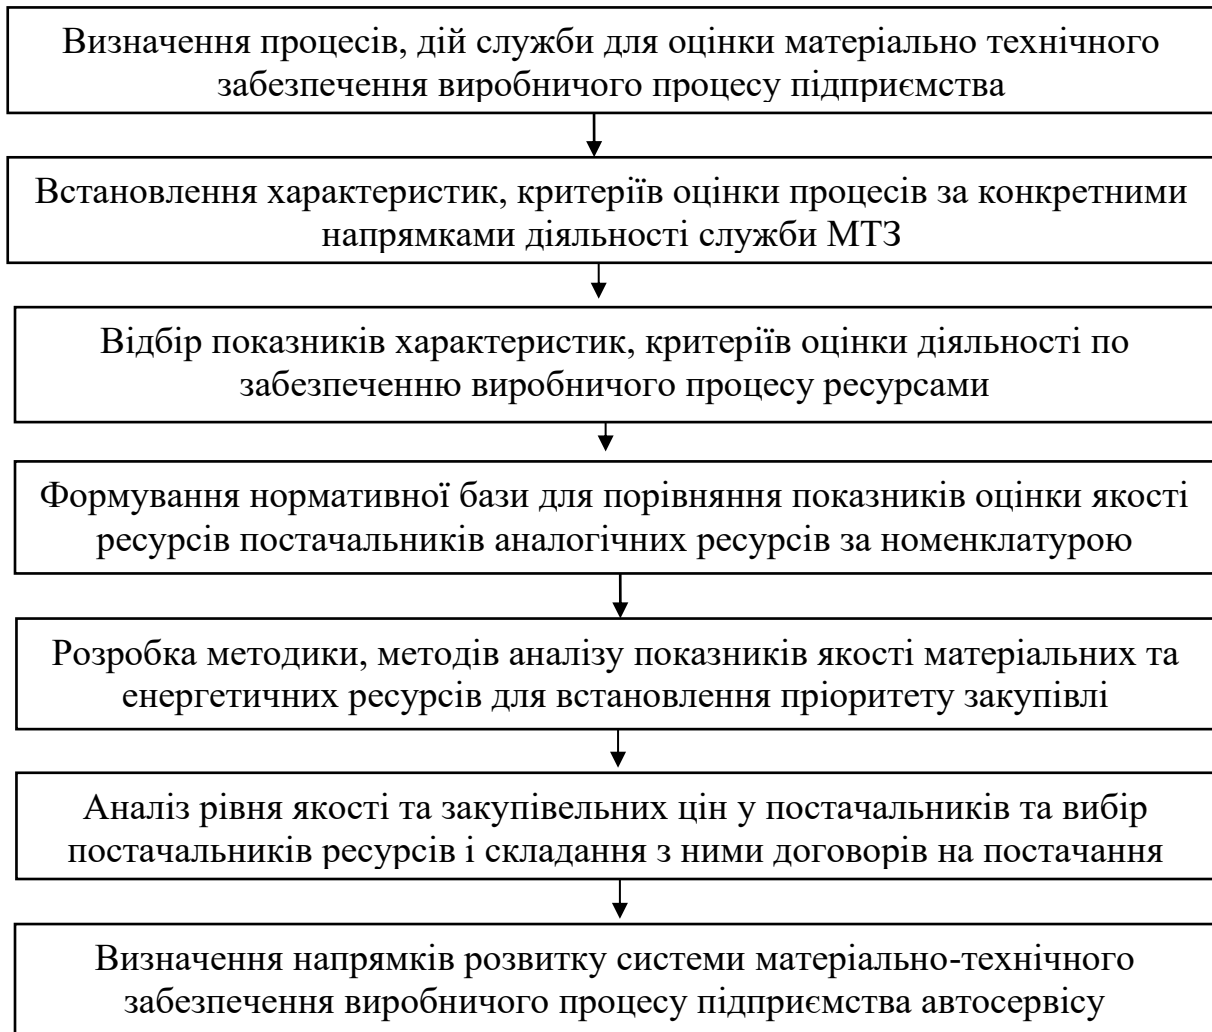 Визначення процесів, дій служби для оцінки матеріально технічного
забезпечення виробничого процесу підприємства
Встановлення характеристик, критеріїв оцінки процесів за конкретними
напрямками діяльності служби МТЗ
Відбір показників характеристик, критеріїв оцінки діяльності по
забезпеченню виробничого процесу ресурсами
Формування нормативної бази для порівняння показників оцінки якості
ресурсів постачальників аналогічних ресурсів за номенклатурою
Розробка методики, методів аналізу показників якості матеріальних та
енергетичних ресурсів для встановлення пріоритету закупівлі
Аналіз рівня якості та закупівельних цін у постачальників та вибір
постачальників ресурсів і складання з ними договорів на постачання
Визначення напрямків розвитку системи матеріально-технічного
забезпечення виробничого процесу підприємства автосервісу